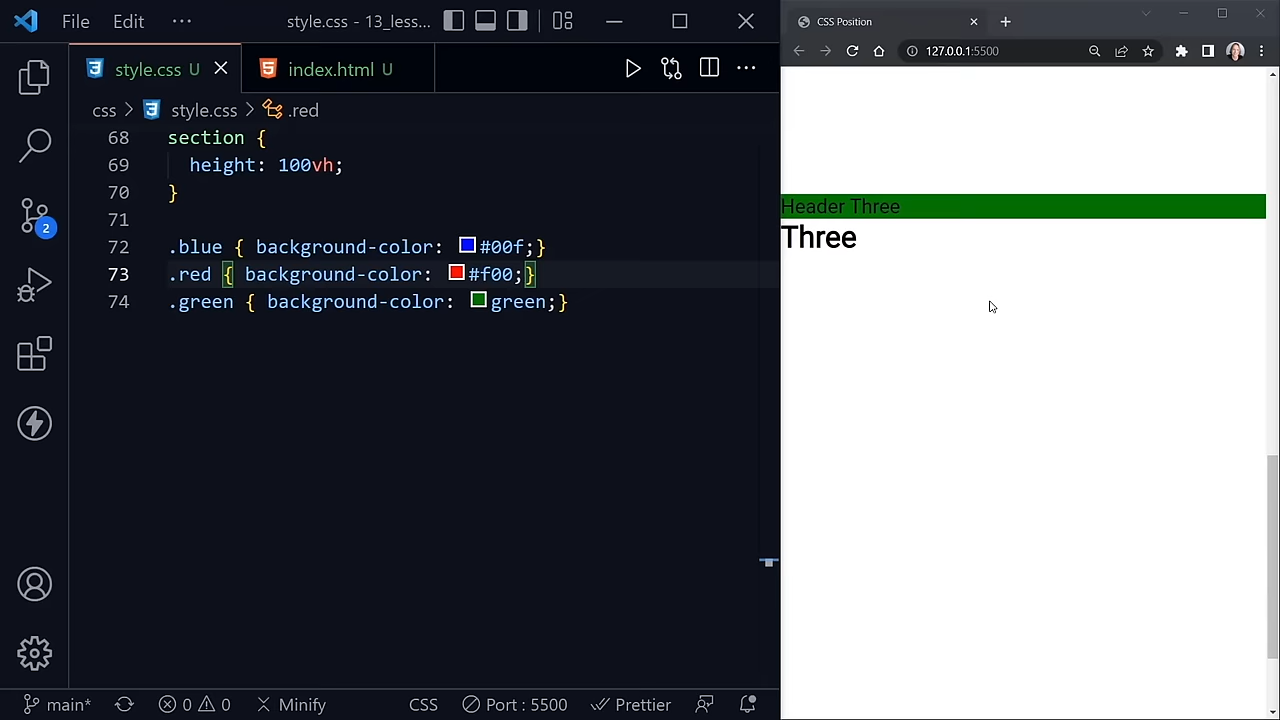 File Edit ··· style.css - 13_less...
style.css U index.html U
css > style.css > .red
68 section {
69 height: 100vh;
70 }
71
72 .blue { background-color: #00f;}
73 .red { background-color: #f00;}
74 .green { background-color: green;}
2
main* 0 0 Minify CSS Port : 5500 Prettier
CSS Position
127.0.0.1:5500
Header Three
Three